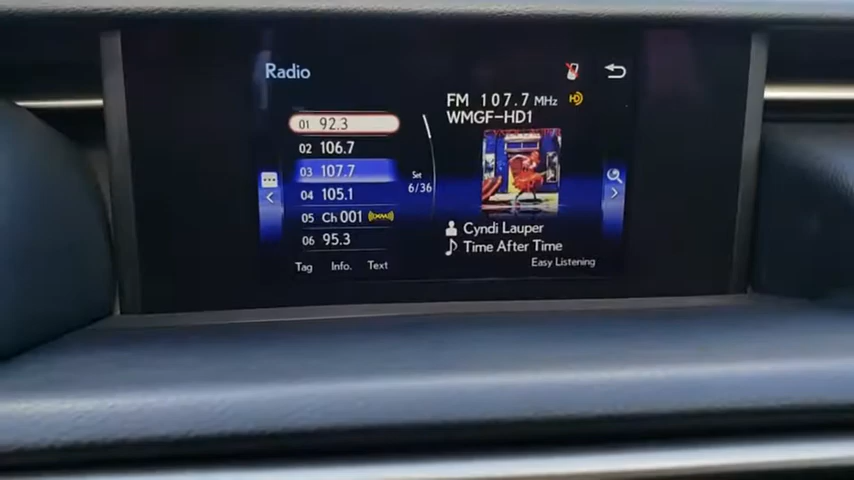 Radio
01 92.3
02 106.7
03 107.7
04 105.1
05 Ch 001 ((XM))
06 95.3
Tag Info. Text
Set
6/36
FM 107.7 MHz HD
WMGF-HD1
Cyndi Lauper
Time After Time
Easy Listening